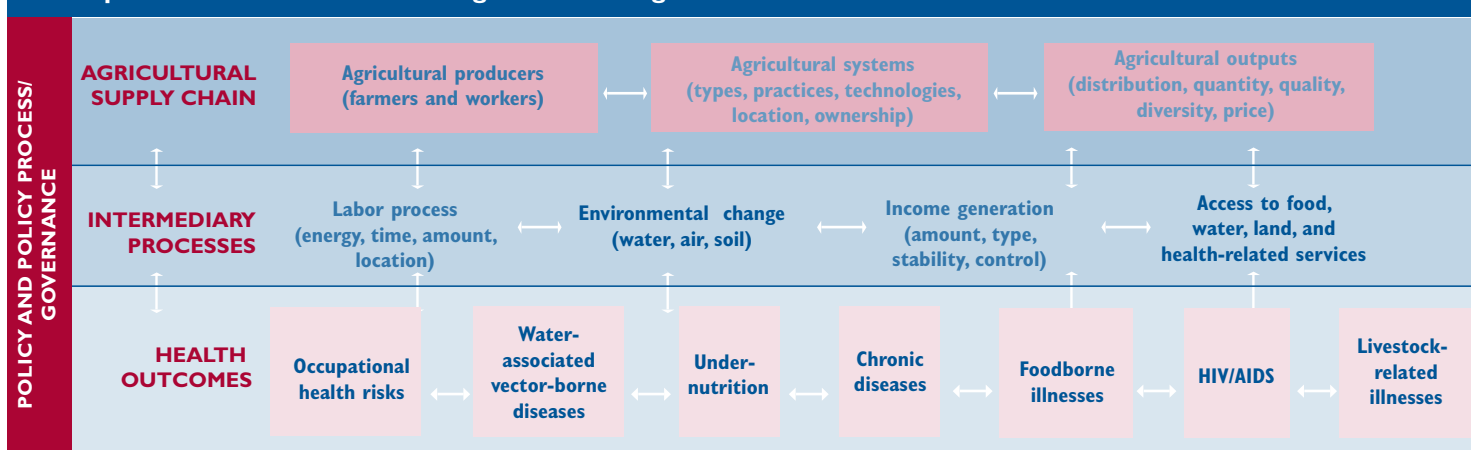 POLICY AND POLICY PROCESS/
GOVERNANCE
AGRICULTURAL
SUPPLY CHAIN
Agricultural producers
(farmers and workers)
Agricultural systems
(types, practices, technologies,
location, ownership)
Agricultural outputs
(distribution, quantity, quality,
diversity, price)
INTERMEDIARY
PROCESSES
Labor process
(energy, time, amount,
location)
Environmental change
(water, air, soil)
Income generation
(amount, type,
stability, control)
Access to food,
water, land, and
health-related services
HEALTH
OUTCOMES
Occupational
health risks
Water-
associated
vector-borne
diseases
Under-
nutrition
Chronic
diseases
Foodborne
illnesses
HIV/AIDS
Livestock-
related
illnesses